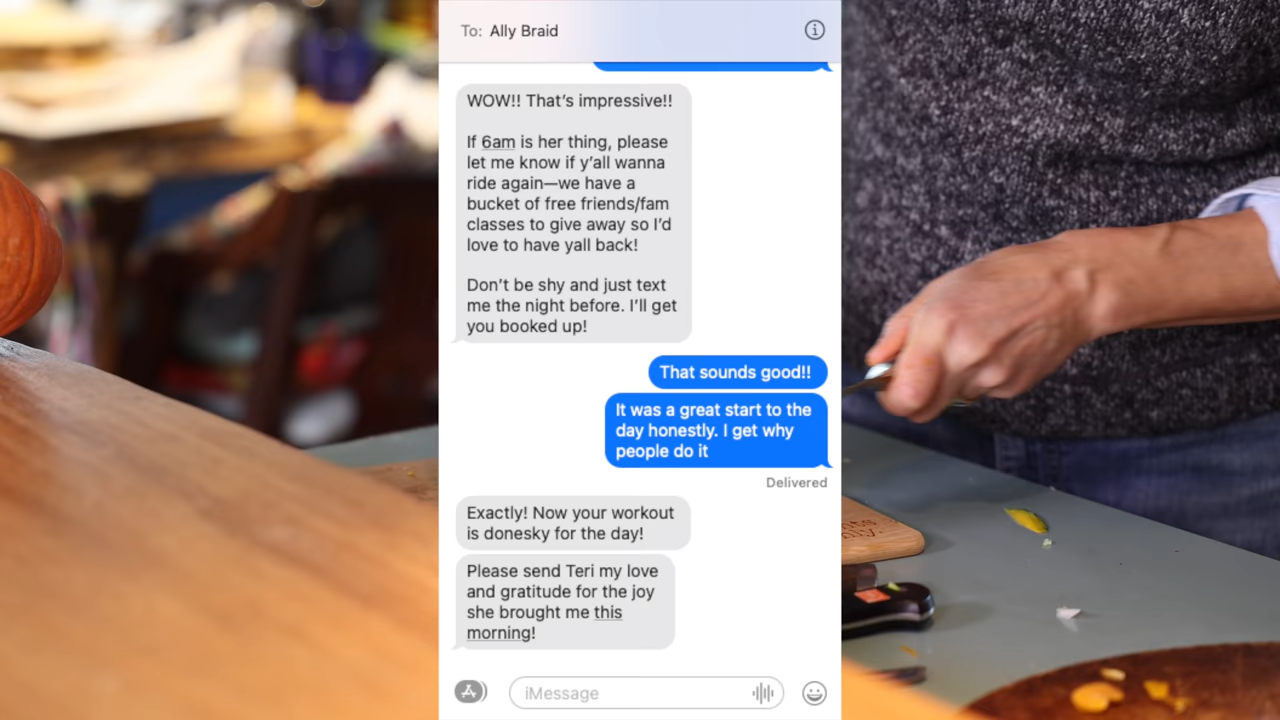 To: Ally Braid
WOW!! That’s impressive!!
If 6am is her thing, please
let me know if y’all wanna
ride again—we have a
bucket of free friends/fam
classes to give away so I’d
love to have yall back!
Don’t be shy and just text
me the night before. I’ll get
you booked up!
That sounds good!!
It was a great start to the
day honestly. I get why
people do it
Delivered
Exactly! Now your workout
is donesky for the day!
Please send Teri my love
and gratitude for the joy
she brought me this
morning!
iMessage